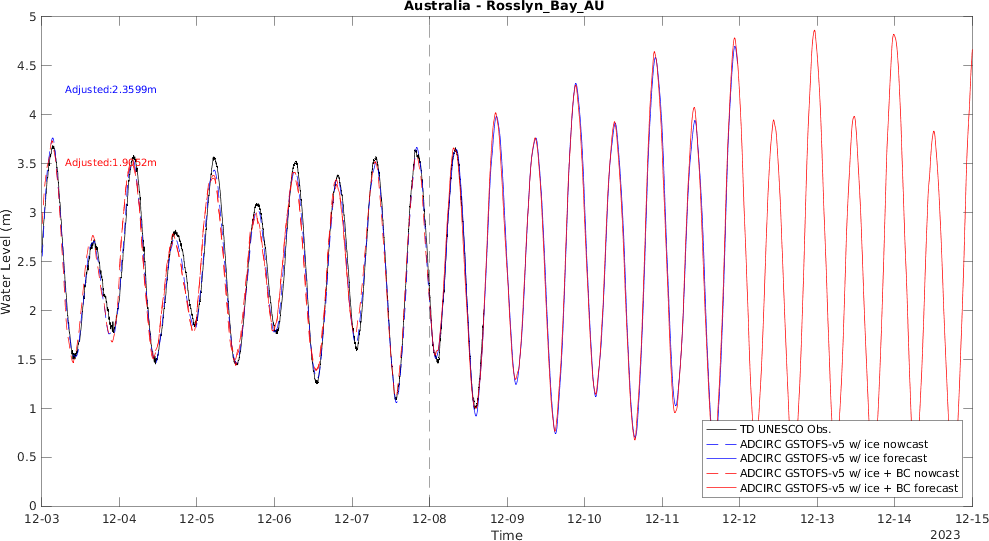 Australia - Rosslyn_Bay_AU
5
4.5
4
3.5
3
2.5
2
1.5
1
0.5
0
Water Level (m)
Adjusted:2.3599m
TD UNESCO Obs.
ADCIRC GSTOFS-v5 w/ ice nowcast
ADCIRC GSTOFS-v5 w/ ice forecast
ADCIRC GSTOFS-v5 w/ ice + BC nowcast
ADCIRC GSTOFS-v5 w/ ice + BC forecast
12-03 12-04 12-05 12-06 12-07 12-08 12-09 12-10 12-11 12-12 12-13 12-14 12-15
Time
2023